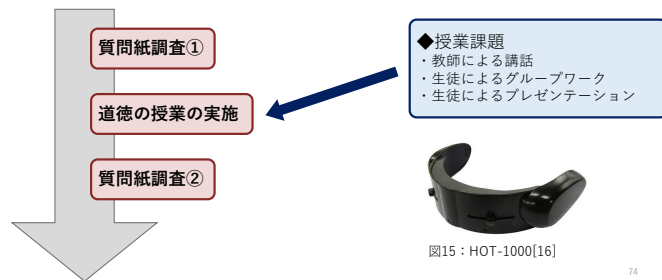 質問紙調査①
道徳の授業の実施
質問紙調査②
◆授業課題
・教師による講話
・生徒によるグループワーク
・生徒によるプレゼンテーション
図15：HOT-1000[16]
74